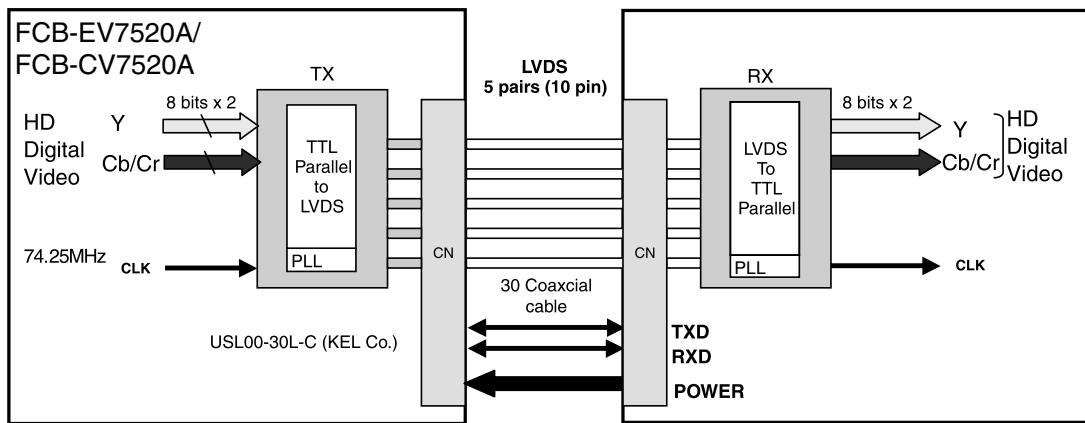 FCB-EV7520A/
FCB-CV7520A
TX
8 bits x 2
HD
Digital
Video
Y
Cb/Cr
74.25MHz
CLK
TTL
Parallel
to
LVDS
PLL
CN
USL00-30L-C (KEL Co.)
LVDS
5 pairs (10 pin)
30 Coaxcial
cable
CN
TXD
RXD
POWER
RX
LVDS
To
TTL
Parallel
PLL
8 bits x 2
Y
Cb/Cr
HD
Digital
Video
CLK